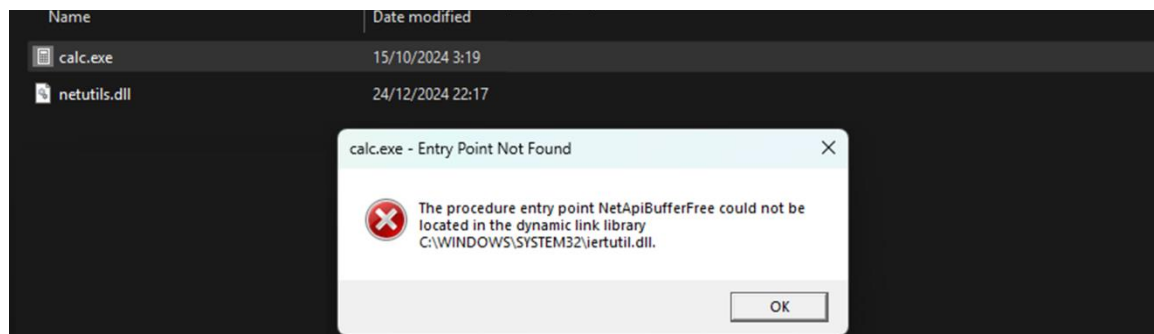 Name Date modified
calc.exe 15/10/2024 3:19
netutils.dll 24/12/2024 22:17
calc.exe - Entry Point Not Found
The procedure entry point NetApiBufferFree could not be
located in the dynamic link library
C:\WINDOWS\SYSTEM32\iertutil.dll.
OK